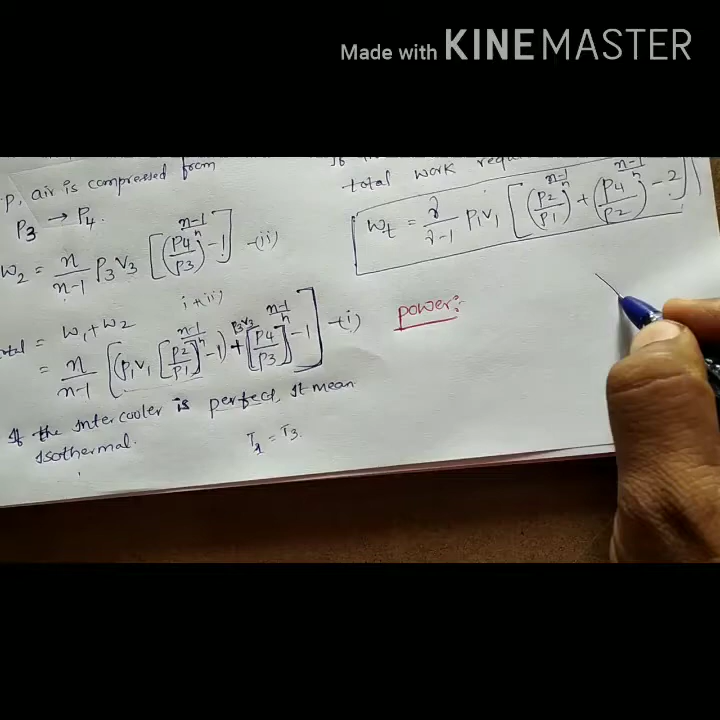 Made with KINEMASTER
P, air is compressed from
P3 → P4.
W2 = n/n-1 P3V3 [(P4/P3)^n-1/n - 1] -(ii)
i + ii)
= W1 + W2
= n/n-1 [(P1V1 [P2/P1]^n-1/n - 1) + P3V3 [P4/P3]^n-1/n - 1] -(i)
If the Intercooler is perfect, It mean
Isothermal.
T1 = T3.
total work
Wt = n/n-1 P1V1 [(P2/P1)^n-1/n + (P4/P2)^n-1/n - 2]
power:-